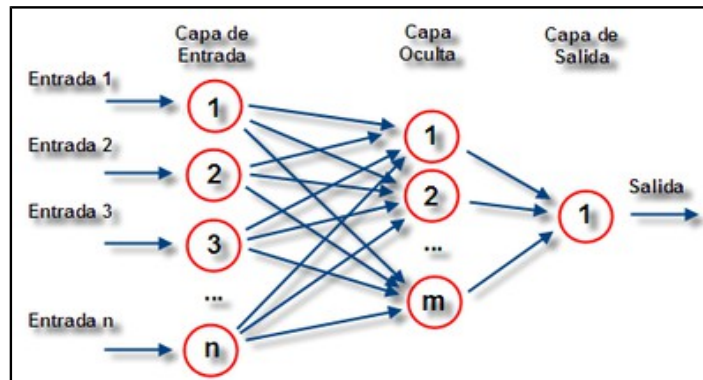 Capa de
Entrada
Capa
Oculta
Capa de
Salida
Entrada 1
1
Entrada 2
2
Entrada 3
3
...
Entrada n
n
1
2
...
m
1
Salida